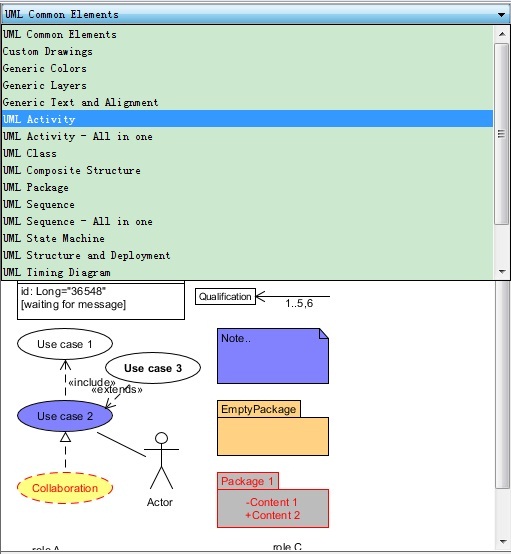 UML Common Elements
UML Common Elements
Custom Drawings
Generic Colors
Generic Layers
Generic Text and Alignment
UML Activity
UML Activity - All in one
UML Class
UML Composite Structure
UML Package
UML Sequence
UML Sequence - All in one
UML State Machine
UML Structure and Deployment
UML Timing Diagram
id: Long="36548"
[waiting for message]
Qualification
1..5,6
Use case 1
Note..
Use case 3
«include»
«extends»
Use case 2
EmptyPackage
Collaboration
Actor
Package 1
-Content 1
+Content 2
role A
role C